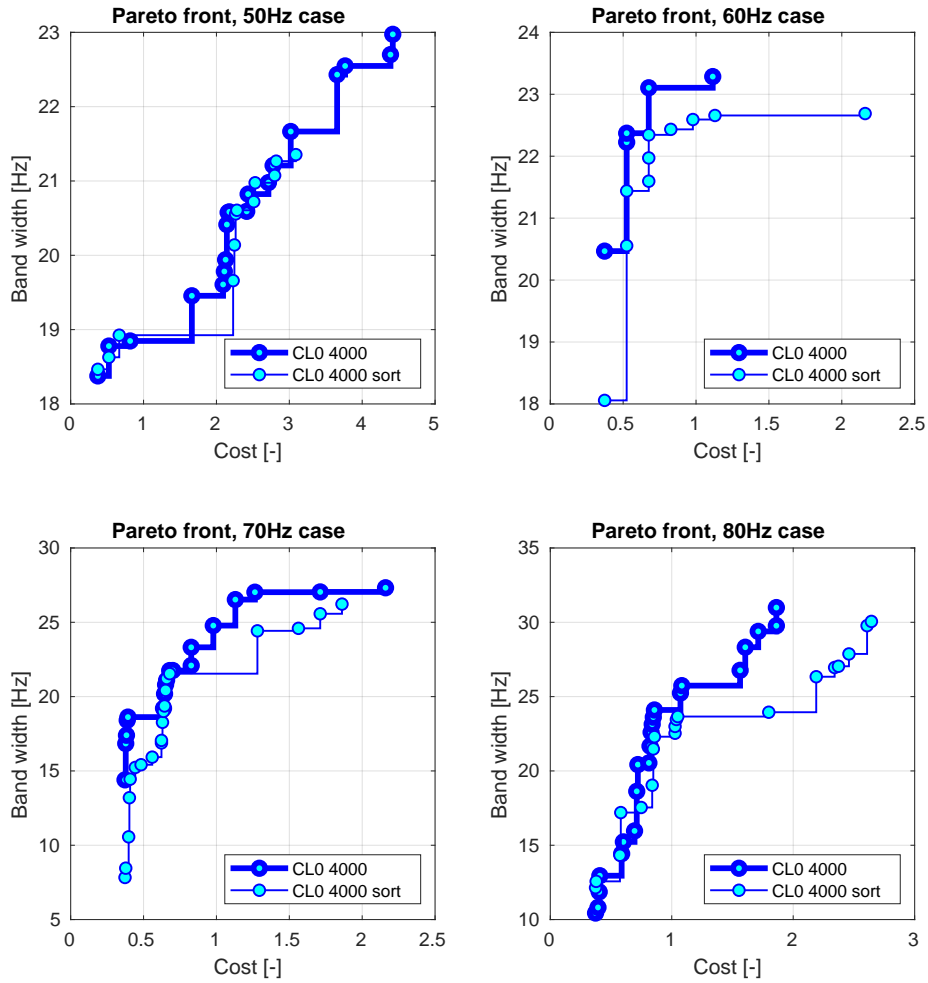 Pareto front, 50Hz case
23
22
21
20
19
18
Band width [Hz]
0 1 2 3 4 5
Cost [-]
CL0 4000
CL0 4000 sort
Pareto front, 60Hz case
24
23
22
21
20
19
18
Band width [Hz]
0 0.5 1 1.5 2 2.5
Cost [-]
CL0 4000
CL0 4000 sort
Pareto front, 70Hz case
30
25
20
15
10
5
Band width [Hz]
0 0.5 1 1.5 2 2.5
Cost [-]
CL0 4000
CL0 4000 sort
Pareto front, 80Hz case
35
30
25
20
15
10
Band width [Hz]
0 1 2 3
Cost [-]
CL0 4000
CL0 4000 sort